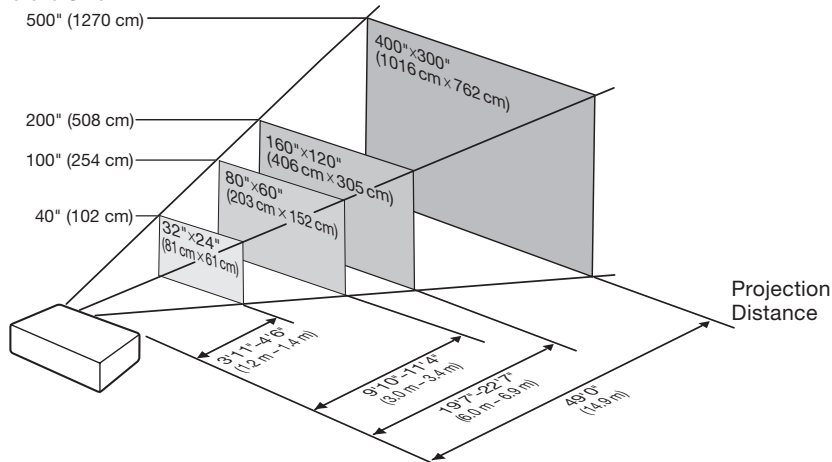 500" (1270 cm)
400"×300"
(1016 cm × 762 cm)
200" (508 cm)
160"×120"
(406 cm × 305 cm)
100" (254 cm)
80"×60"
(203 cm × 152 cm)
40" (102 cm)
32"×24"
(81 cm × 61 cm)
Projection
Distance
3'11"–4'6"
(1.2 m – 1.4 m)
9'10"–11'4"
(3.0 m – 3.4 m)
19'7"–22'7"
(6.0 m – 6.9 m)
49'0"
(14.9 m)